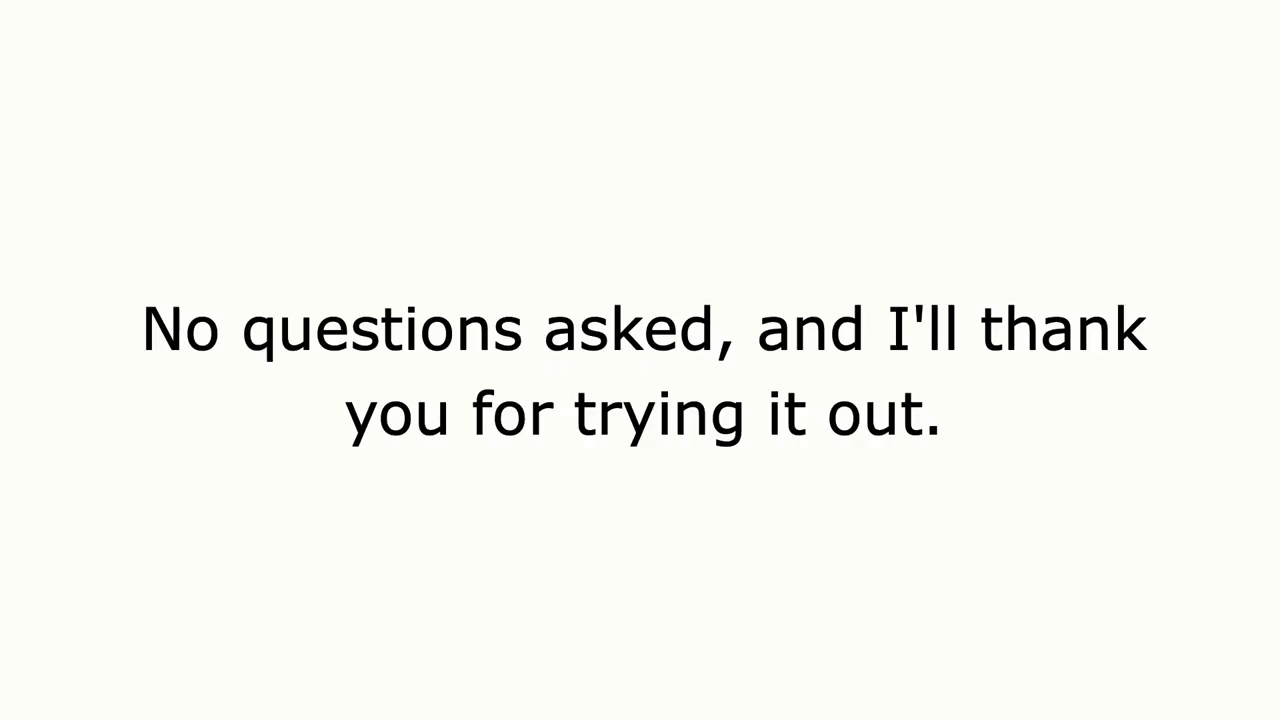 No questions asked, and I'll thank
you for trying it out.